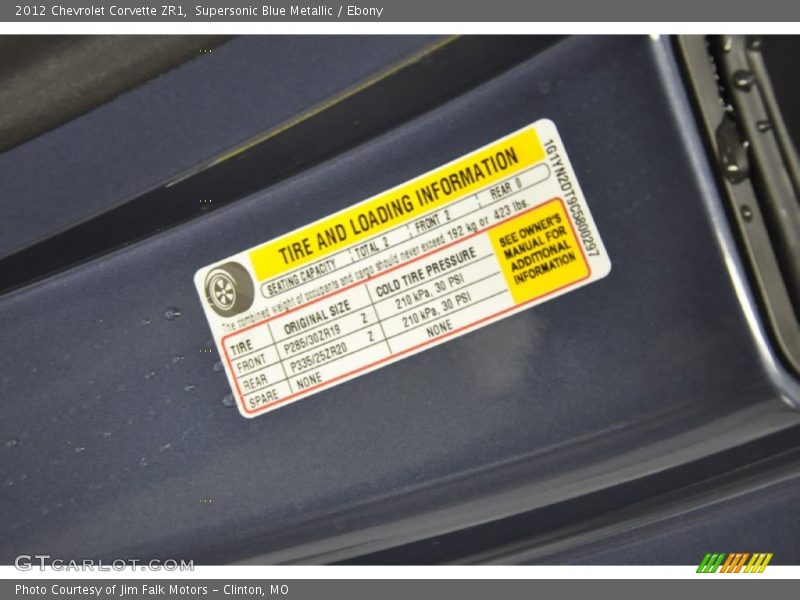 2012 Chevrolet Corvette ZR1, Supersonic Blue Metallic / Ebony
TIRE AND LOADING INFORMATION
SEATING CAPACITY TOTAL 2 FRONT 2 REAR 0
The combined weight of occupants and cargo should never exceed 192 kg or 423 lbs.
TIRE ORIGINAL SIZE COLD TIRE PRESSURE
FRONT P285/30ZR19 Z 210 kPa, 30 PSI
REAR P335/25ZR20 Z 210 kPa, 30 PSI
SPARE NONE NONE
SEE OWNER'S
MANUAL FOR
ADDITIONAL
INFORMATION
1G1YN2DT9C5800297
GTcarlot.com
Photo Courtesy of Jim Falk Motors - Clinton, MO